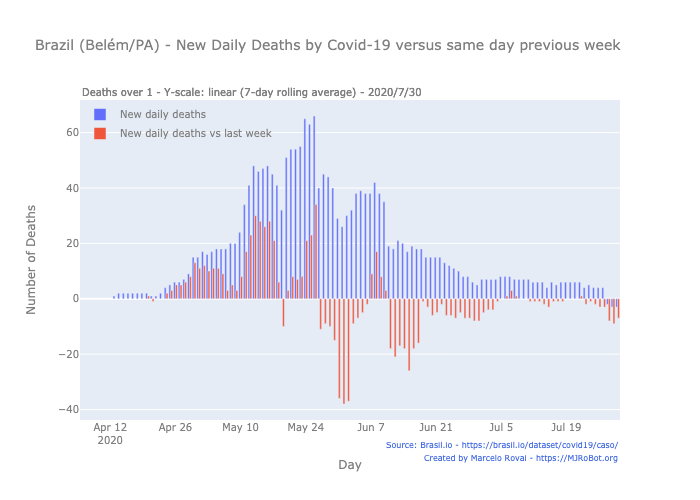 Brazil (Belém/PA) - New Daily Deaths by Covid-19 versus same day previous week
Deaths over 1 - Y-scale: linear (7-day rolling average) - 2020/7/30
New daily deaths
New daily deaths vs last week
60
40
20
0
−20
−40
Number of Deaths
Apr 12 Apr 26 May 10 May 24 Jun 7 Jun 21 Jul 5 Jul 19
2020
Source: Brasil.io - https://brasil.io/dataset/covid19/caso/
Created by Marcelo Rovai - https://MJRoBot.org
Day